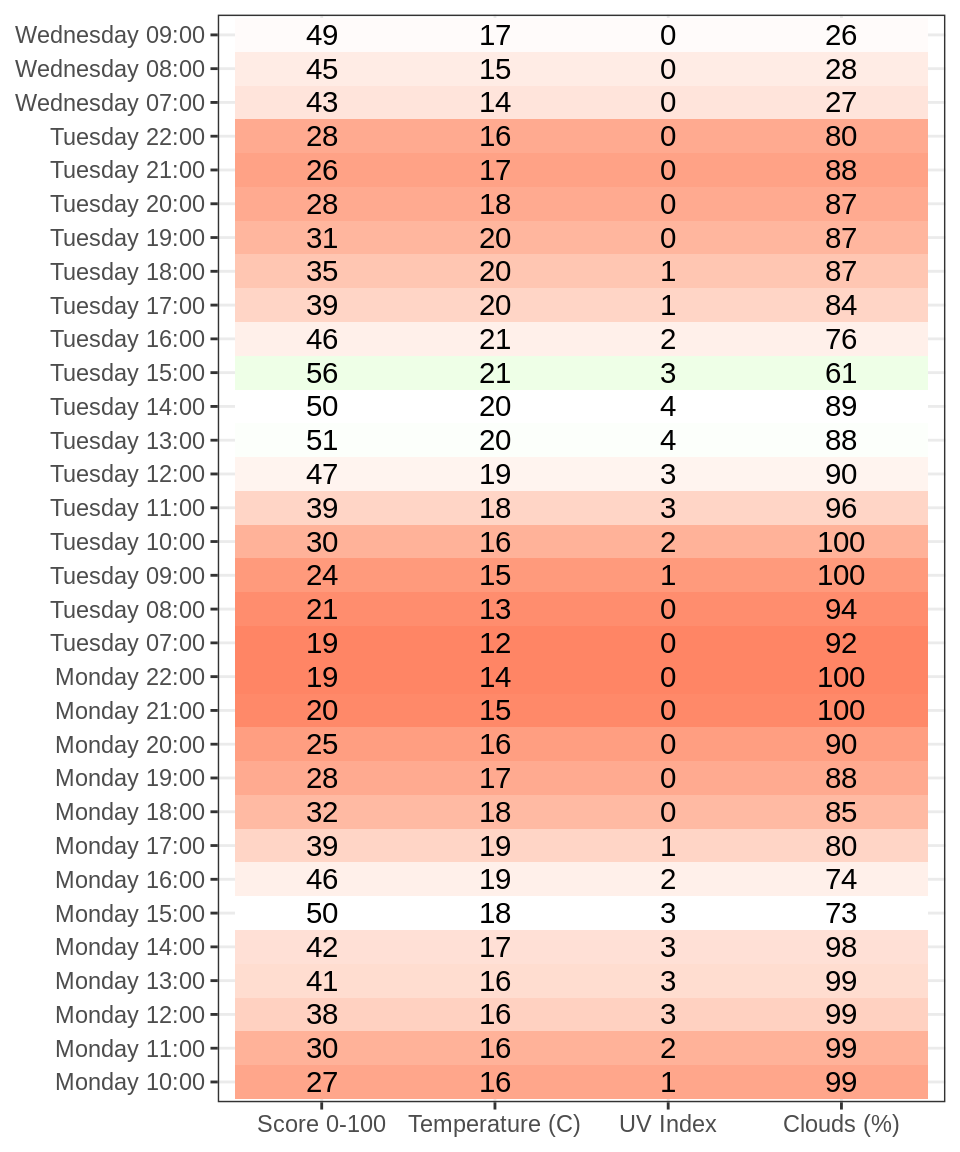 Wednesday 09:00 49 17 0 26
Wednesday 08:00 45 15 0 28
Wednesday 07:00 43 14 0 27
Tuesday 22:00 28 16 0 80
Tuesday 21:00 26 17 0 88
Tuesday 20:00 28 18 0 87
Tuesday 19:00 31 20 0 87
Tuesday 18:00 35 20 1 87
Tuesday 17:00 39 20 1 84
Tuesday 16:00 46 21 2 76
Tuesday 15:00 56 21 3 61
Tuesday 14:00 50 20 4 89
Tuesday 13:00 51 20 4 88
Tuesday 12:00 47 19 3 90
Tuesday 11:00 39 18 3 96
Tuesday 10:00 30 16 2 100
Tuesday 09:00 24 15 1 100
Tuesday 08:00 21 13 0 94
Tuesday 07:00 19 12 0 92
Monday 22:00 19 14 0 100
Monday 21:00 20 15 0 100
Monday 20:00 25 16 0 90
Monday 19:00 28 17 0 88
Monday 18:00 32 18 0 85
Monday 17:00 39 19 1 80
Monday 16:00 46 19 2 74
Monday 15:00 50 18 3 73
Monday 14:00 42 17 3 98
Monday 13:00 41 16 3 99
Monday 12:00 38 16 3 99
Monday 11:00 30 16 2 99
Monday 10:00 27 16 1 99
Score 0-100 Temperature (C) UV Index Clouds (%)